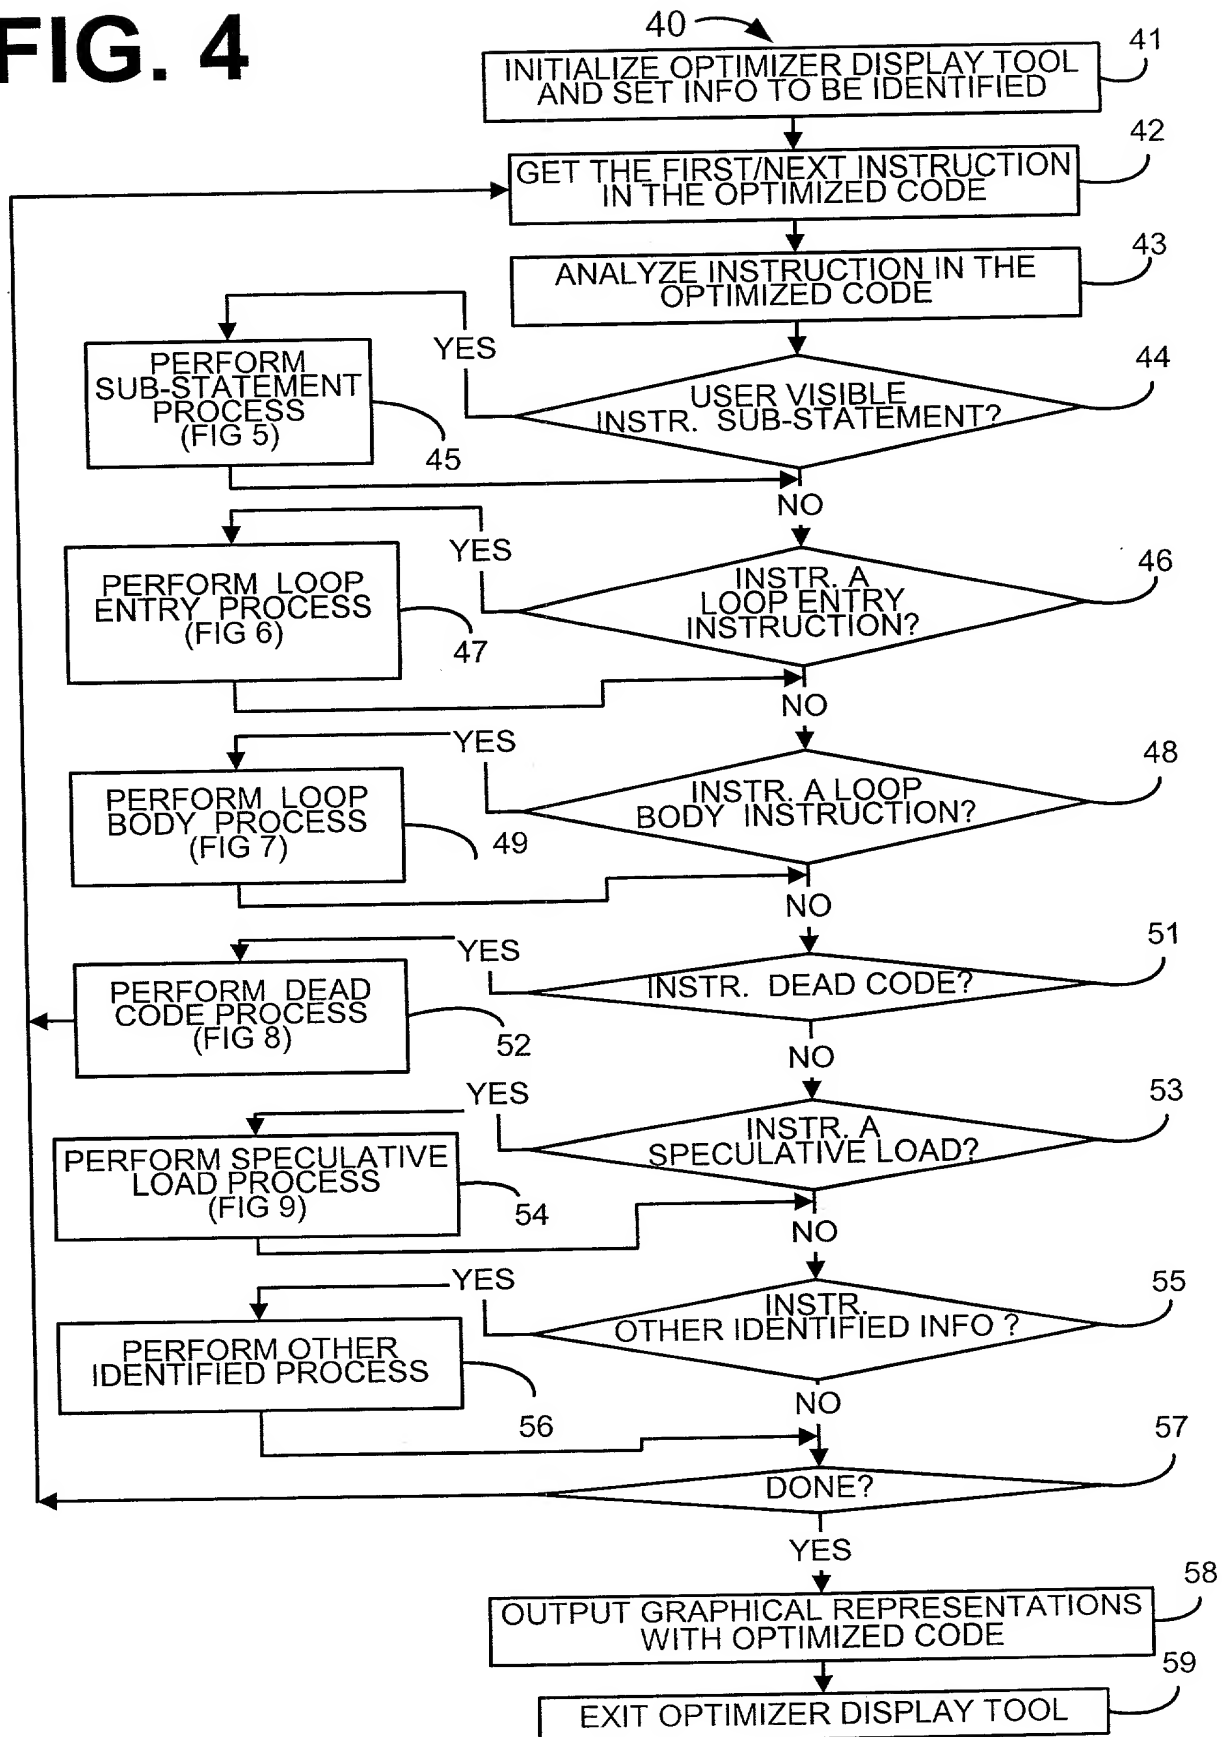 FIG. 4
40
INITIALIZE OPTIMIZER DISPLAY TOOL
AND SET INFO TO BE IDENTIFIED
41
GET THE FIRST/NEXT INSTRUCTION
IN THE OPTIMIZED CODE
42
ANALYZE INSTRUCTION IN THE
OPTIMIZED CODE
43
USER VISIBLE
INSTR. SUB-STATEMENT?
44
YES
PERFORM
SUB-STATEMENT
PROCESS
(FIG 5)
45
NO
INSTR. A
LOOP ENTRY
INSTRUCTION?
46
YES
PERFORM LOOP
ENTRY PROCESS
(FIG 6)
47
NO
INSTR. A LOOP
BODY INSTRUCTION?
48
YES
PERFORM LOOP
BODY PROCESS
(FIG 7)
49
NO
INSTR. DEAD CODE?
51
YES
PERFORM DEAD
CODE PROCESS
(FIG 8)
52
NO
INSTR. A
SPECULATIVE LOAD?
53
YES
PERFORM SPECULATIVE
LOAD PROCESS
(FIG 9)
54
NO
INSTR.
OTHER IDENTIFIED INFO ?
55
YES
PERFORM OTHER
IDENTIFIED PROCESS
56
NO
DONE?
57
YES
OUTPUT GRAPHICAL REPRESENTATIONS
WITH OPTIMIZED CODE
58
EXIT OPTIMIZER DISPLAY TOOL
59